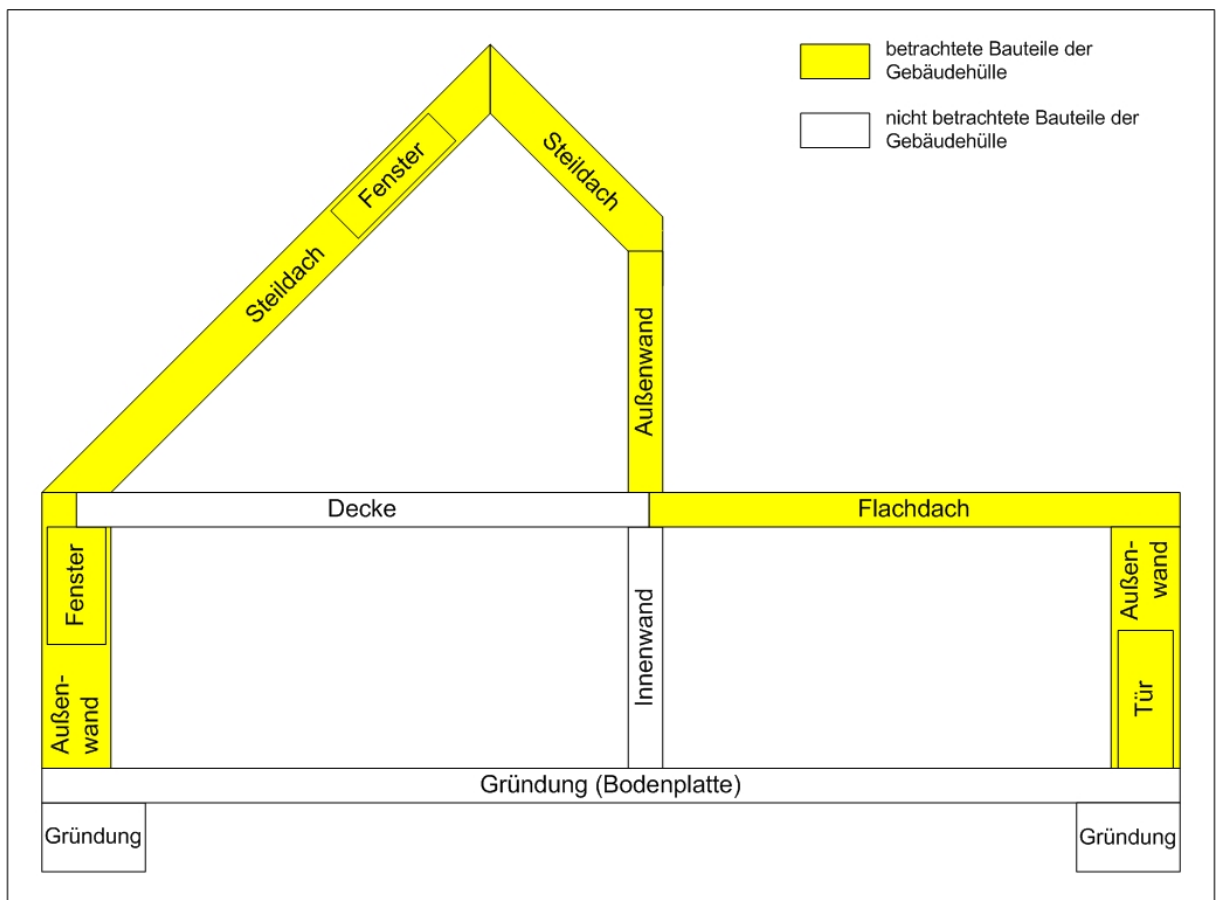 betrachtete Bauteile der
Gebäudehülle
nicht betrachtete Bauteile der
Gebäudehülle
Fenster
Steildach
Steildach
Außenwand
Decke
Flachdach
Fenster
Außen-
wand
Innenwand
Außen-
wand
Tür
Gründung (Bodenplatte)
Gründung
Gründung